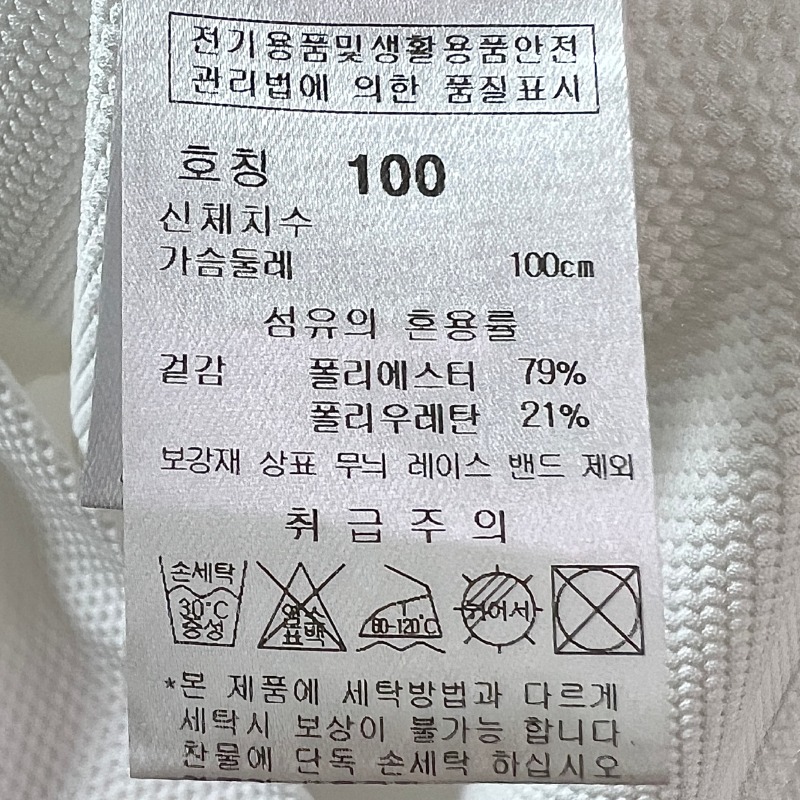 전기용품및생활용품안전
관리법에 의한 품질표시
호칭 100
신체치수
가슴둘레 100cm
섬유의 혼용률
겉감 폴리에스터 79%
폴리우레탄 21%
보강재 상표 무늬 레이스 밴드 제외
취급주의
손세탁
30°C
중성
염소
표백
80-120°C
뉘어서
*본 제품에 세탁방법과 다르게
세탁시 보상이 불가능 합니다.
찬물에 단독 손세탁 하십시오